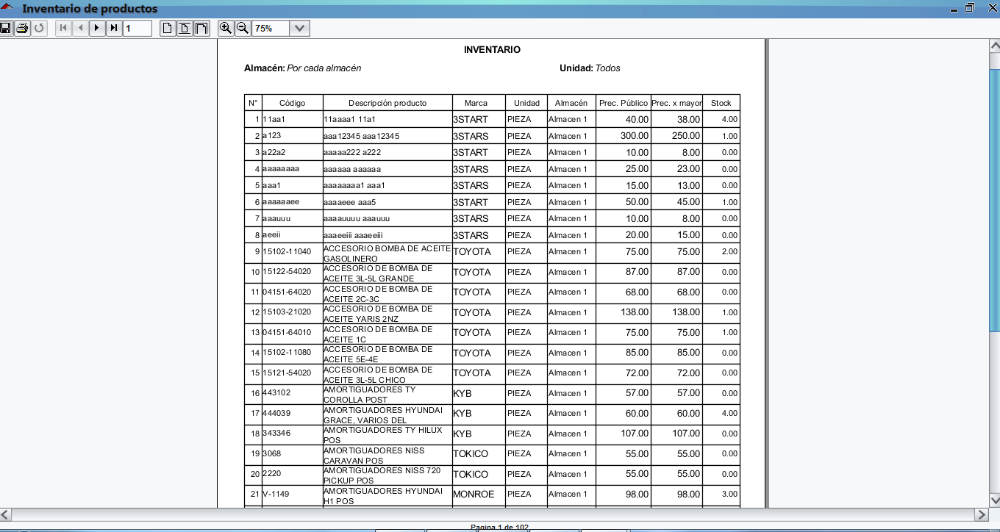 Inventario de productos
1 75%
INVENTARIO
Almacén: Por cada almacén Unidad: Todos
N° Código Descripción producto Marca Unidad Almacén Prec. Público Prec. x mayor Stock
1 11aa1 11aaaa1 11a1 3START PIEZA Almacen 1 40.00 38.00 4.00
2 a123 aaa12345 aaa12345 3STARS PIEZA Almacen 1 300.00 250.00 1.00
3 a22a2 aaaaa222 a222 3START PIEZA Almacen 1 10.00 8.00 0.00
4 aaaaaaaa aaaaaa aaaaaa 3STARS PIEZA Almacen 1 25.00 23.00 0.00
5 aaa1 aaaaaaaa1 aaa1 3STARS PIEZA Almacen 1 15.00 13.00 0.00
6 aaaaaaee aaaaeee aaa5 3START PIEZA Almacen 1 50.00 45.00 1.00
7 aaauuu aaaauuuu aaauuu 3STARS PIEZA Almacen 1 10.00 8.00 0.00
8 aeeii aaaeeiii aaaeeiii 3STARS PIEZA Almacen 1 20.00 15.00 0.00
9 15102-11040 ACCESORIO BOMBA DE ACEITE TOYOTA PIEZA Almacen 1 75.00 75.00 2.00
GASOLINERO
10 15122-54020 ACCESORIO DE BOMBA DE TOYOTA PIEZA Almacen 1 87.00 87.00 0.00
ACEITE 3L-5L GRANDE
11 04151-64020 ACCESORIO DE BOMBA DE TOYOTA PIEZA Almacen 1 68.00 68.00 0.00
ACEITE 2C-3C
12 15103-21020 ACCESORIO DE BOMBA DE TOYOTA PIEZA Almacen 1 138.00 138.00 1.00
ACEITE YARIS 2NZ
13 04151-64010 ACCESORIO DE BOMBA DE TOYOTA PIEZA Almacen 1 75.00 75.00 1.00
ACEITE 1C
14 15102-11080 ACCESORIO DE BOMBA DE TOYOTA PIEZA Almacen 1 85.00 85.00 0.00
ACEITE 5E-4E
15 15121-54020 ACCESORIO DE BOMBA DE TOYOTA PIEZA Almacen 1 72.00 72.00 0.00
ACEITE 3L-5L CHICO
16 443102 AMORTIGUADORES TY KYB PIEZA Almacen 1 57.00 57.00 0.00
COROLLA POST
17 444039 AMORTIGUADORES HYUNDAI KYB PIEZA Almacen 1 60.00 60.00 4.00
GRACE, VARIOS DEL
18 343346 AMORTIGUADORES TY HILUX KYB PIEZA Almacen 1 107.00 107.00 0.00
POS
19 3068 AMORTIGUADORES NISS TOKICO PIEZA Almacen 1 55.00 55.00 0.00
CARAVAN POS
20 2220 AMORTIGUADORES NISS 720 TOKICO PIEZA Almacen 1 55.00 55.00 0.00
PICKUP POS
21 V-1149 AMORTIGUADORES HYUNDAI MONROE PIEZA Almacen 1 98.00 98.00 3.00
H1 POS
Pagina 1 de 102